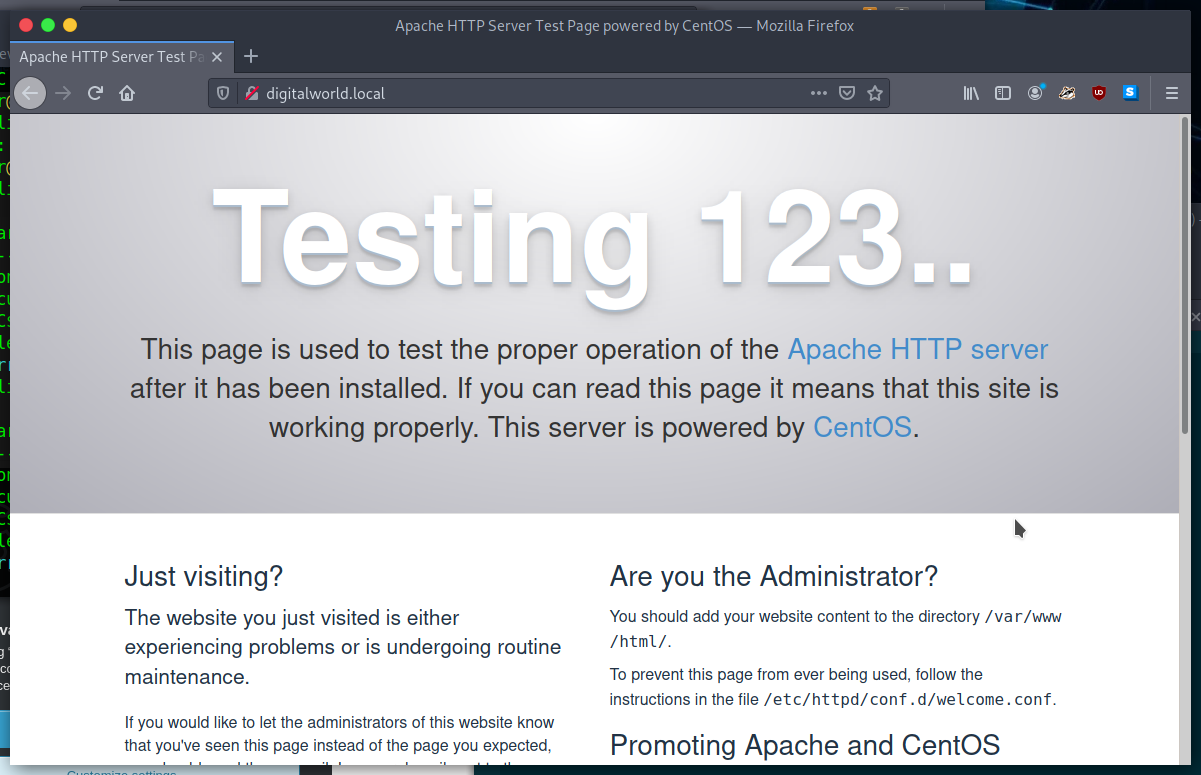 Apache HTTP Server Test Page powered by CentOS — Mozilla Firefox
Apache HTTP Server Test Pa
digitalworld.local
Testing 123..
This page is used to test the proper operation of the Apache HTTP server
after it has been installed. If you can read this page it means that this site is
working properly. This server is powered by CentOS.
Just visiting?
The website you just visited is either
experiencing problems or is undergoing routine
maintenance.
If you would like to let the administrators of this website know
that you've seen this page instead of the page you expected,
Are you the Administrator?
You should add your website content to the directory /var/www
/html/.
To prevent this page from ever being used, follow the
instructions in the file /etc/httpd/conf.d/welcome.conf.
Promoting Apache and CentOS
Customize settings